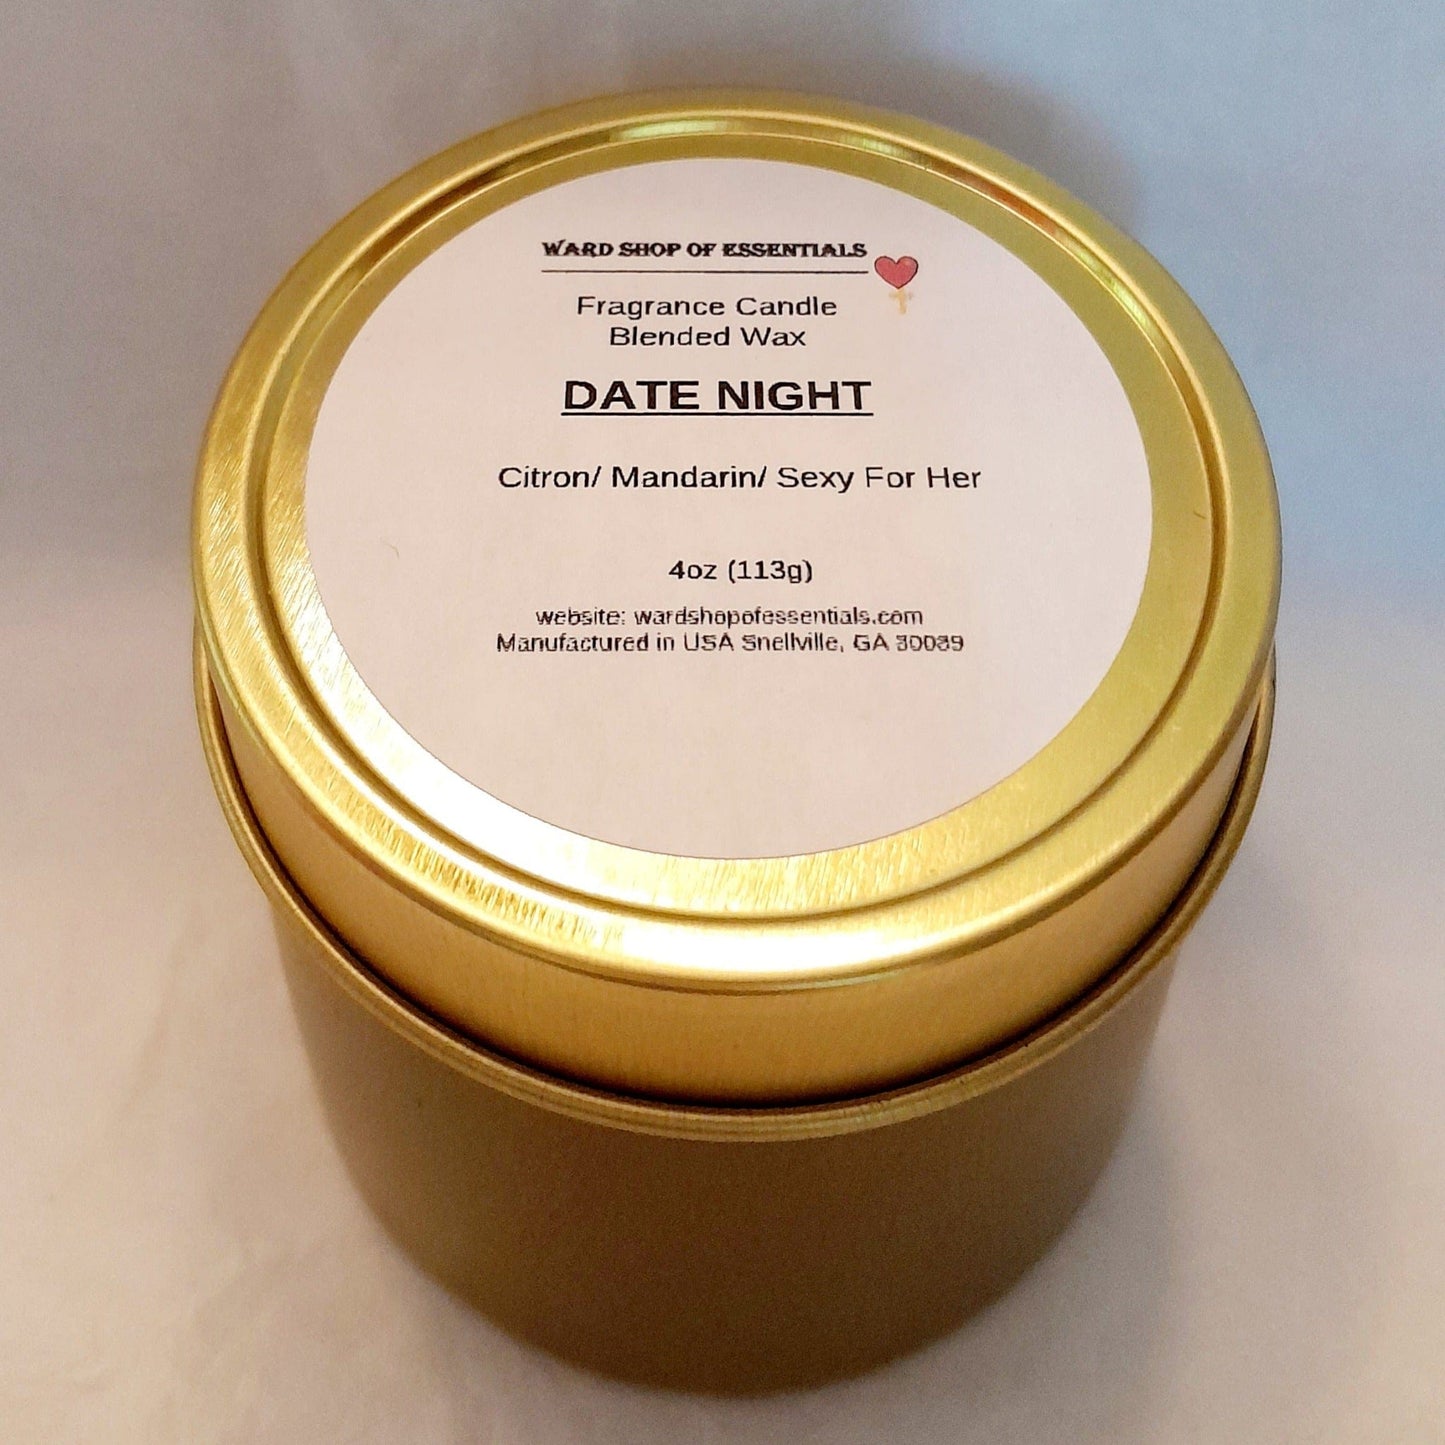 WARD SHOP OF ESSENTIALS
Fragrance Candle
Blended Wax
DATE NIGHT
Citron/ Mandarin/ Sexy For Her
4oz (113g)
website: wardshopofessentials.com
Manufactured in USA Snellville, GA 30039